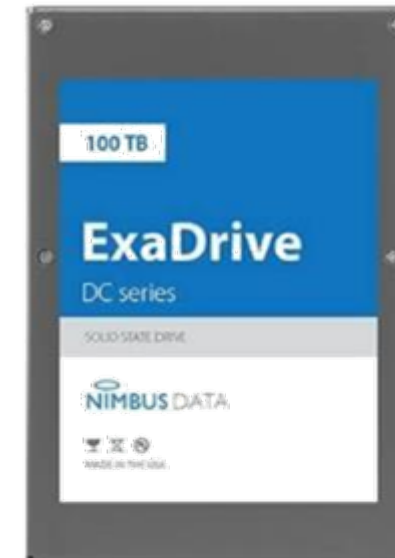 100 TB
ExaDrive
DC series
SOLID STATE DRIVE
NIMBUS DATA
MADE IN THE USA